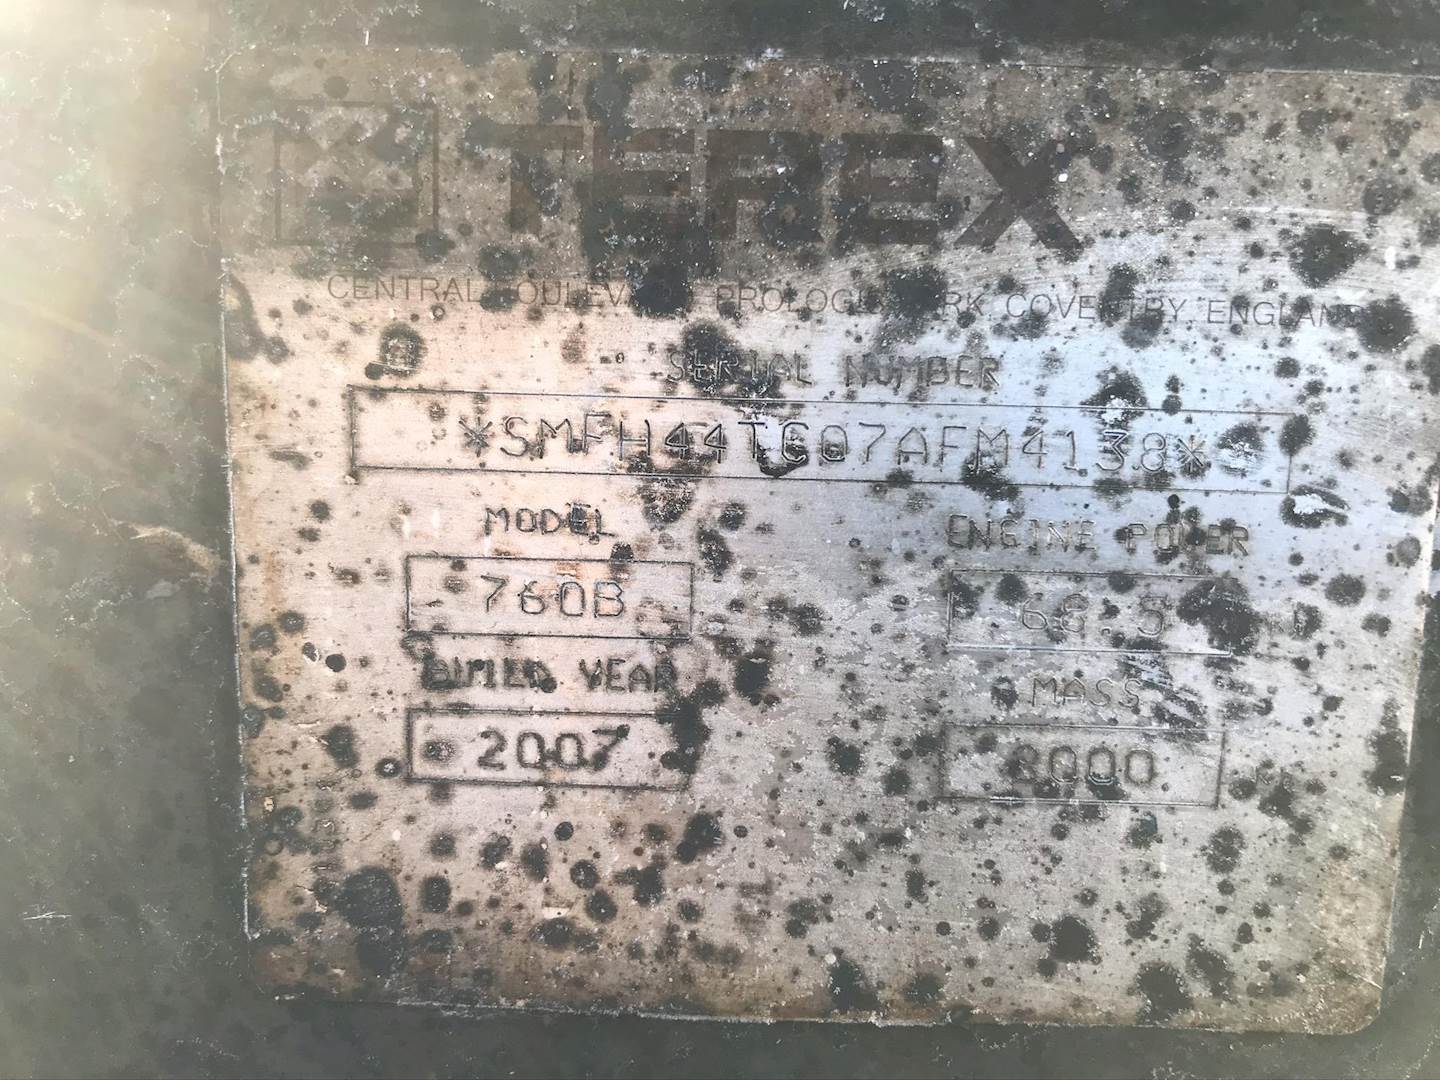 TEREX
CENTRAL BOULEVARD PROLOGIS PARK COVENTRY, ENGLAND
SERIAL NUMBER
*SMFH44TC07AFM4138*
MODEL
ENGINE POWER
760B
68.5
BUILD YEAR
MASS
2007
8000 KG